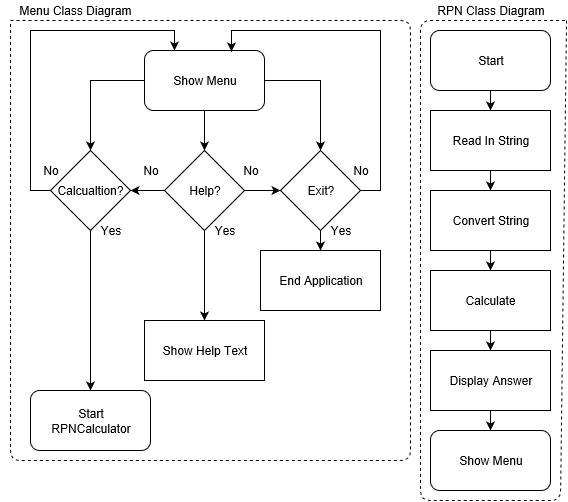 Menu Class Diagram
Show Menu
No
Calcualtion?
No
Help?
No
Exit?
No
Yes
Yes
Yes
End Application
Show Help Text
Start
RPNCalculator
RPN Class Diagram
Start
Read In String
Convert String
Calculate
Display Answer
Show Menu